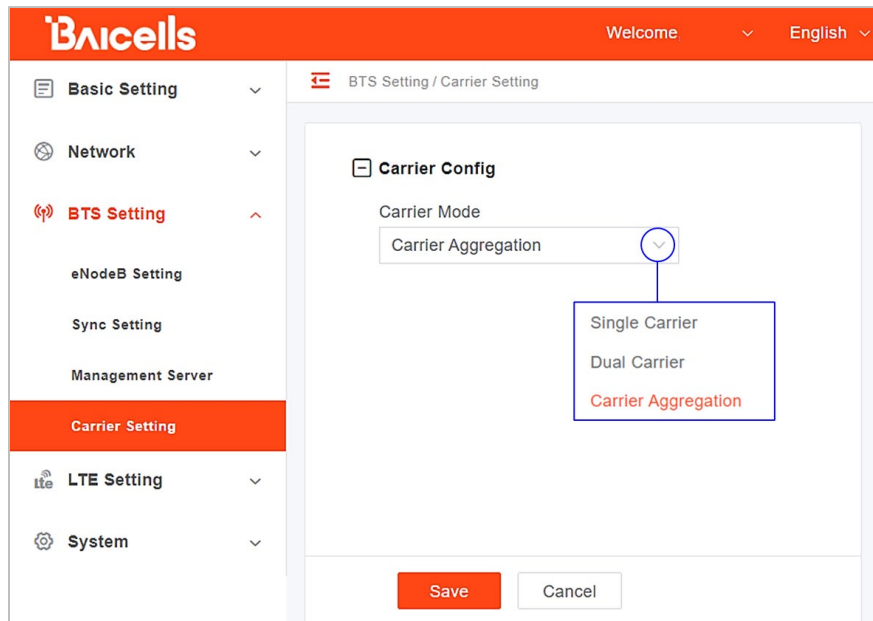 Baicells
Welcome
English
Basic Setting
BTS Setting / Carrier Setting
Network
Carrier Config
Carrier Mode
BTS Setting
Carrier Aggregation
eNodeB Setting
Single Carrier
Sync Setting
Dual Carrier
Management Server
Carrier Aggregation
Carrier Setting
LTE Setting
System
Save
Cancel